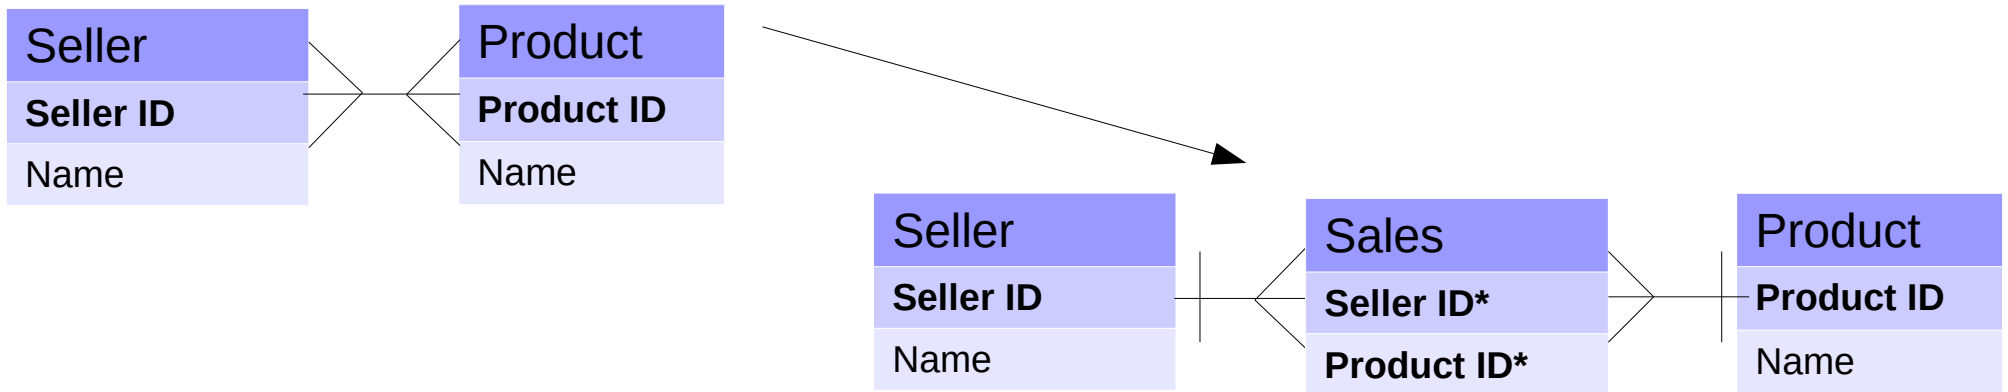 Seller
Seller ID
Name
Product
Product ID
Name
Seller
Seller ID
Name
Sales
Seller ID*
Product ID*
Product
Product ID
Name